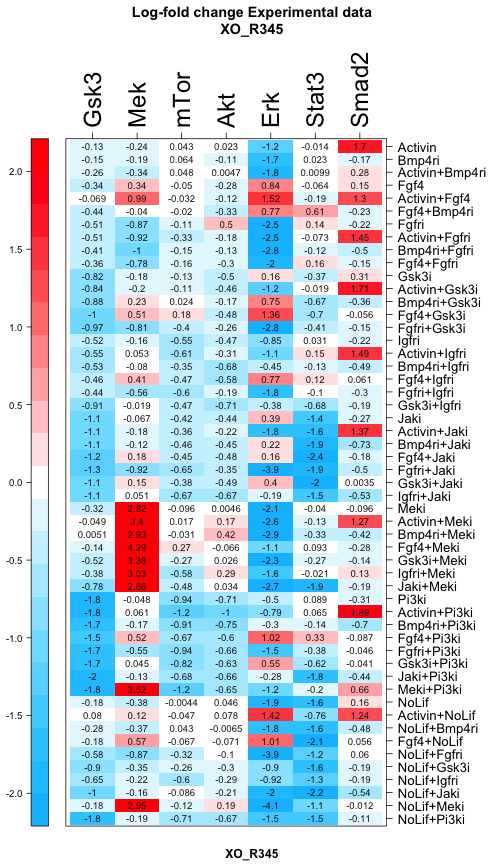 Log-fold change Experimental data
XO_R345
Gsk3 Mek mTor Akt Erk Stat3 Smad2
-0.13 -0.24 0.043 0.023 -1.2 -0.014 1.7 Activin
-0.15 -0.19 0.064 -0.11 -1.7 0.023 -0.17 Bmp4ri
-0.26 -0.34 0.048 0.0047 -1.8 0.0099 0.28 Activin+Bmp4ri
-0.34 0.34 -0.05 -0.28 0.84 -0.064 0.15 Fgf4
-0.069 0.99 -0.032 -0.12 1.52 -0.19 1.3 Activin+Fgf4
-0.44 -0.04 -0.02 -0.33 0.77 0.61 -0.23 Fgf4+Bmp4ri
-0.51 -0.87 -0.11 0.5 -2.5 0.14 -0.22 Fgfri
-0.51 -0.92 -0.33 -0.18 -2.5 -0.073 1.45 Activin+Fgfri
-0.41 -1 -0.15 -0.13 -2.8 -0.12 -0.5 Bmp4ri+Fgfri
-0.36 -0.78 -0.16 -0.3 -2 0.16 -0.15 Fgf4+Fgfri
-0.82 -0.18 -0.13 -0.5 0.16 -0.37 0.31 Gsk3i
-0.84 -0.2 -0.11 -0.46 -1.2 -0.019 1.71 Activin+Gsk3i
-0.88 0.23 0.024 -0.17 0.75 -0.67 -0.36 Bmp4ri+Gsk3i
-1 0.51 0.18 -0.48 1.36 -0.7 -0.056 Fgf4+Gsk3i
-0.97 -0.81 -0.4 -0.26 -2.8 -0.41 -0.15 Fgfri+Gsk3i
-0.52 -0.16 -0.55 -0.47 -0.85 0.031 -0.22 Igfri
-0.55 0.053 -0.61 -0.31 -1.1 0.15 1.49 Activin+Igfri
-0.53 -0.08 -0.35 -0.68 -0.45 -0.13 -0.49 Bmp4ri+Igfri
-0.46 0.41 -0.47 -0.58 0.77 0.12 0.061 Fgf4+Igfri
-0.44 -0.56 -0.6 -0.19 -1.8 -0.1 -0.3 Fgfri+Igfri
-0.91 -0.019 -0.47 -0.71 -0.38 -0.68 -0.19 Gsk3i+Igfri
-1.1 -0.067 -0.42 -0.44 0.39 -1.4 -0.27 Jaki
-1.1 -0.18 -0.36 -0.22 -1.8 -1.6 1.37 Activin+Jaki
-1.1 -0.12 -0.46 -0.45 0.22 -1.9 -0.73 Bmp4ri+Jaki
-1.2 0.18 -0.45 -0.48 0.16 -2.4 -0.18 Fgf4+Jaki
-1.3 -0.92 -0.65 -0.35 -3.9 -1.9 -0.5 Fgfri+Jaki
-1.1 0.15 -0.38 -0.49 0.4 -2 0.0035 Gsk3i+Jaki
-1.1 0.051 -0.67 -0.67 -0.19 -1.5 -0.53 Igfri+Jaki
-0.32 2.82 -0.096 0.0046 -2.1 -0.04 -0.096 Meki
-0.049 3.4 0.017 0.17 -2.6 -0.13 1.27 Activin+Meki
0.0051 2.93 -0.031 0.42 -2.9 -0.33 -0.42 Bmp4ri+Meki
-0.14 4.29 0.27 -0.066 -1.1 0.093 -0.28 Fgf4+Meki
-0.52 3.38 -0.27 0.026 -2.3 -0.27 -0.14 Gsk3i+Meki
-0.38 3.03 -0.58 0.29 -1.6 -0.021 0.13 Igfri+Meki
-0.78 2.66 -0.48 0.034 -2.7 -1.9 -0.19 Jaki+Meki
-1.8 0.048 -0.94 -0.71 -0.5 0.089 -0.31 Pi3ki
-1.8 0.061 -1.2 -1 -0.79 0.065 1.89 Activin+Pi3ki
-1.7 -0.17 -0.91 -0.75 -0.3 -0.14 -0.7 Bmp4ri+Pi3ki
-1.5 0.52 -0.67 -0.6 1.02 0.33 -0.087 Fgf4+Pi3ki
-1.7 -0.55 -0.94 -0.66 -1.5 -0.38 -0.046 Fgfri+Pi3ki
-1.7 0.045 -0.82 -0.63 0.55 -0.62 -0.041 Gsk3i+Pi3ki
-2 -0.13 -0.68 -0.66 -0.28 -1.8 -0.44 Jaki+Pi3ki
-1.8 3.52 -1.2 -0.65 -1.2 -0.2 0.66 Meki+Pi3ki
-0.18 -0.38 -0.0044 0.046 -1.9 -1.6 0.16 NoLif
0.08 0.12 -0.047 0.078 1.42 -0.76 1.24 Activin+NoLif
-0.28 -0.37 0.043 -0.0065 -1.8 -1.6 -0.48 NoLif+Bmp4ri
-0.18 0.57 -0.067 -0.071 1.01 -2.1 0.056 Fgf4+NoLif
-0.58 -0.87 -0.32 -0.1 -3.9 -1.2 0.06 NoLif+Fgfri
-0.9 -0.35 -0.26 -0.3 -0.9 -1.6 -0.19 NoLif+Gsk3i
-0.65 -0.22 -0.6 -0.29 -0.92 -1.3 -0.19 NoLif+Igfri
-1 -0.16 -0.086 -0.21 -2 -2.2 -0.54 NoLif+Jaki
-0.18 2.95 -0.12 0.19 -4.1 -1.1 -0.012 NoLif+Meki
-1.8 -0.19 -0.71 -0.67 -1.5 -1.5 -0.11 NoLif+Pi3ki
2.0
1.5
1.0
0.5
0.0
-0.5
-1.0
-1.5
-2.0
XO_R345